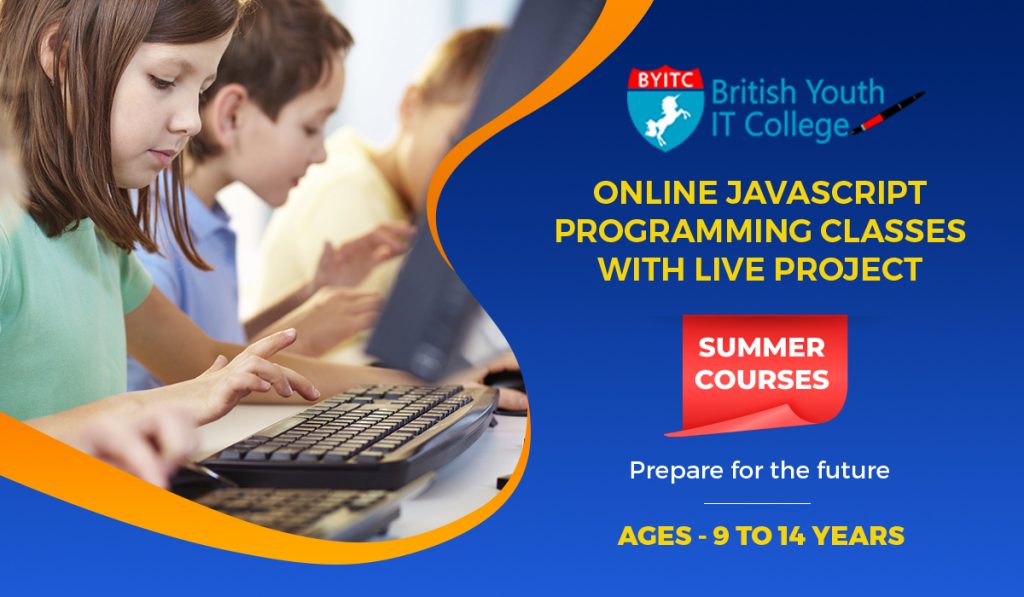 BYITC
British Youth
IT College
ONLINE JAVASCRIPT
PROGRAMMING CLASSES
WITH LIVE PROJECT
SUMMER
COURSES
Prepare for the future
AGES - 9 TO 14 YEARS